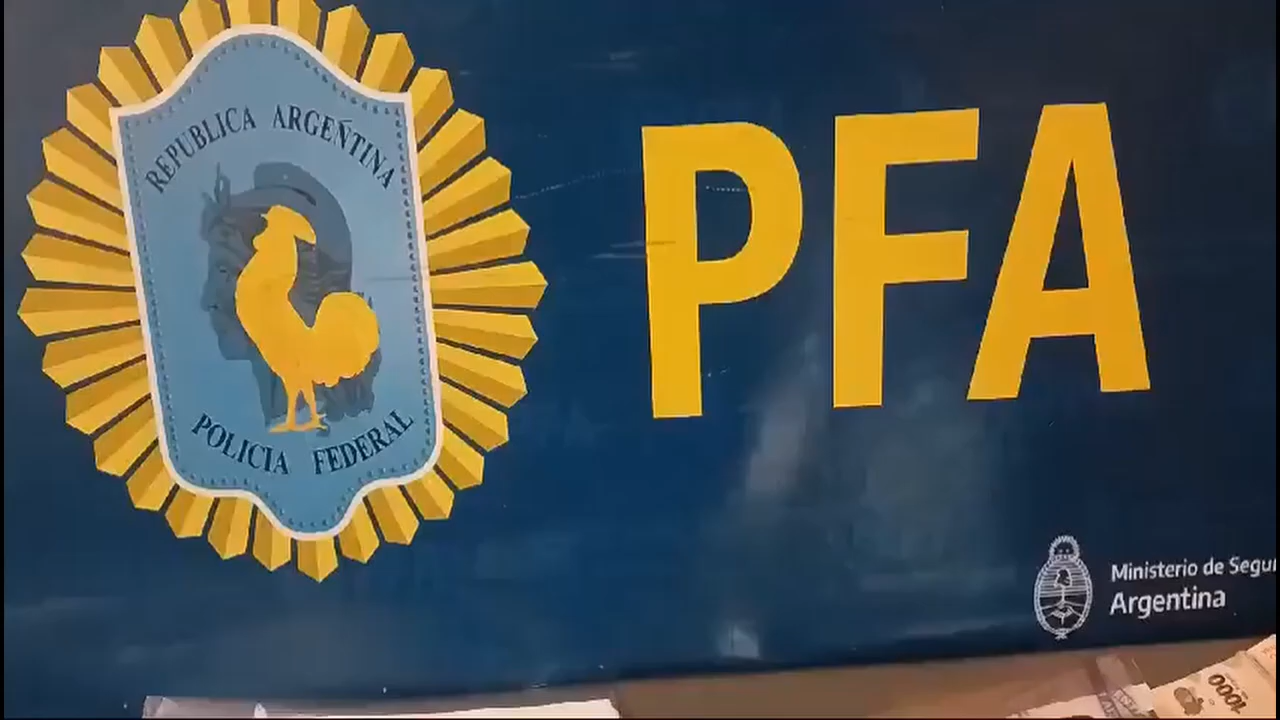 REPUBLICA ARGENTINA
POLICIA FEDERAL
PFA
Ministerio de Segu
Argentina
1000